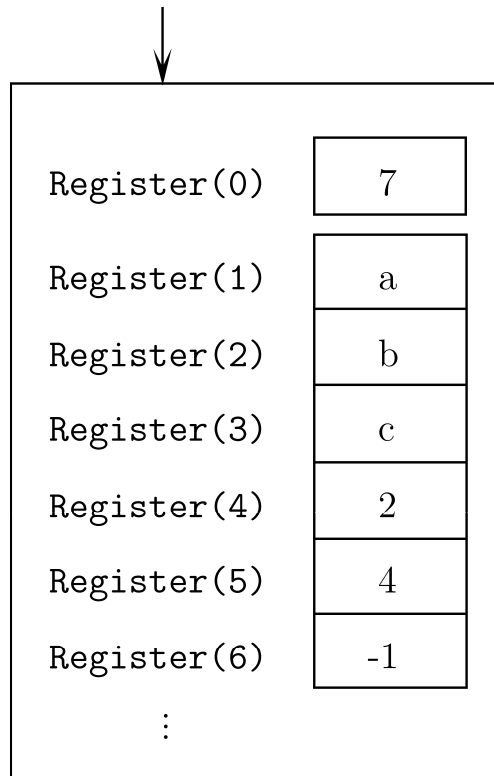 Register(0) 7
Register(1) a
Register(2) b
Register(3) c
Register(4) 2
Register(5) 4
Register(6) -1
⋮